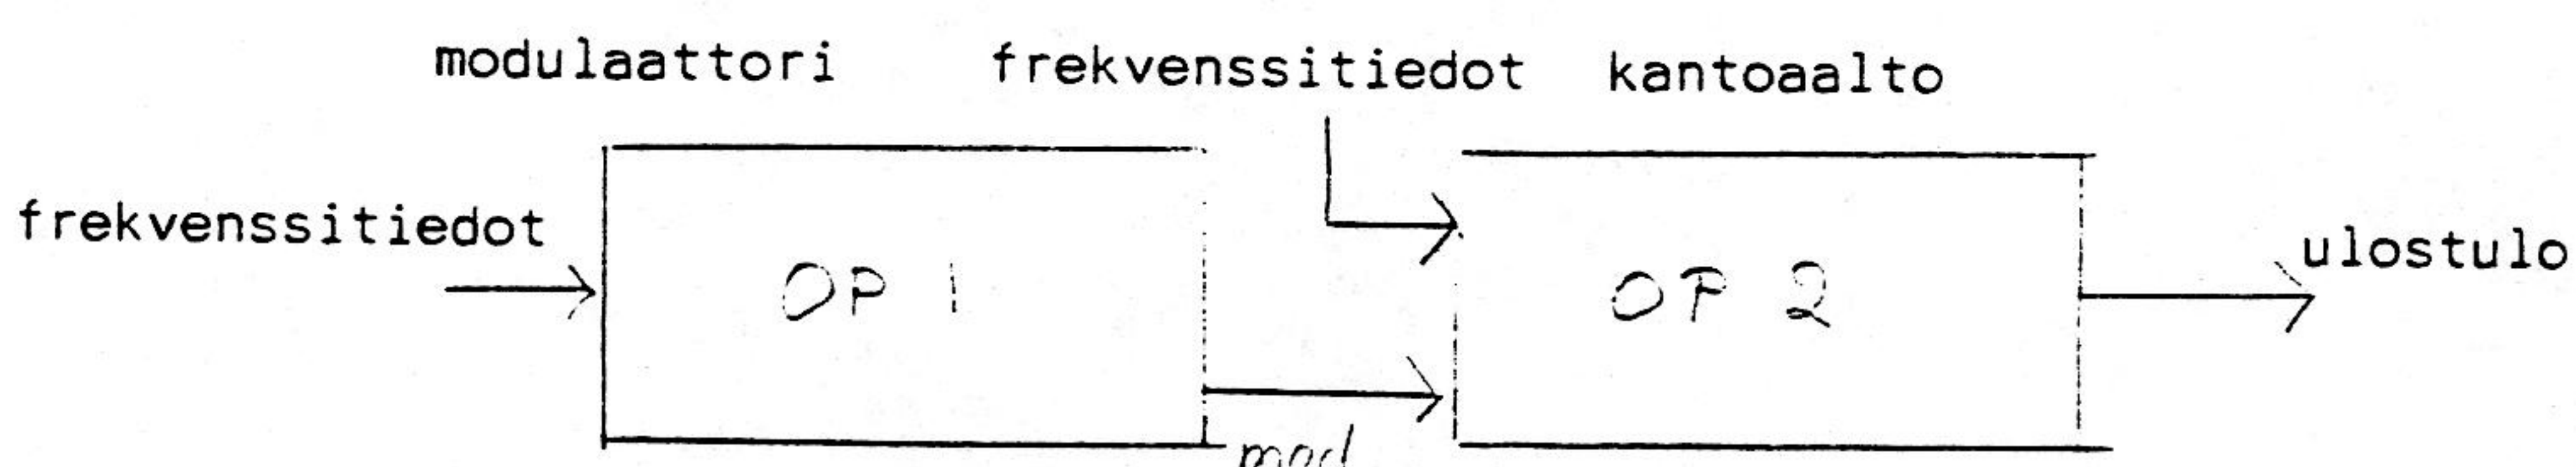 modulaattori frekvenssitiedot kantoaalto
frekvenssitiedot
OP 1
OP 2
ulostulo
mod